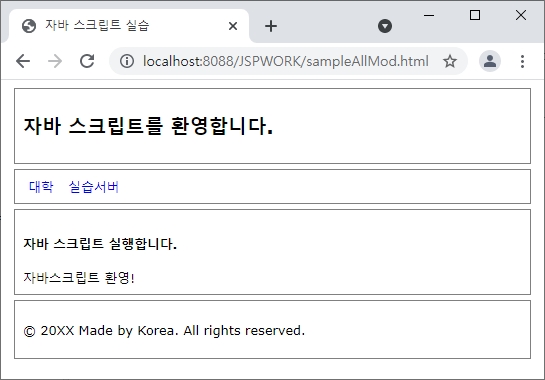 자바 스크립트 실습
localhost:8088/JSPWORK/sampleAllMod.html
자바 스크립트를 환영합니다.
대학 실습서버
자바 스크립트 실행합니다.
자바스크립트 환영!
© 20XX Made by Korea. All rights reserved.